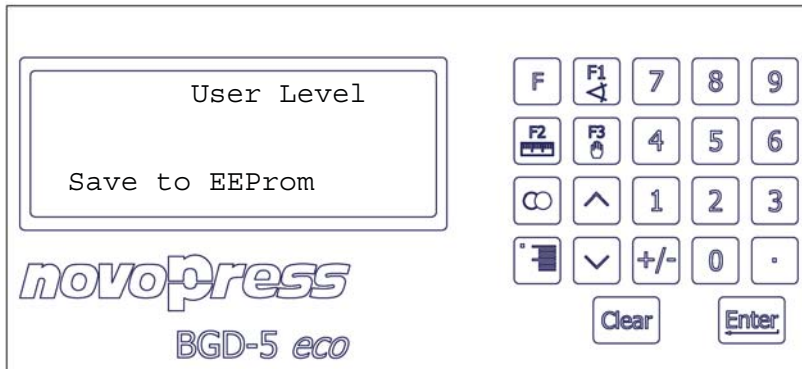 User Level
Save to EEProm
novopress
BGD-5 eco
F F1 7 8 9
F2 F3 4 5 6
1 2 3
+/- 0 .
Clear Enter